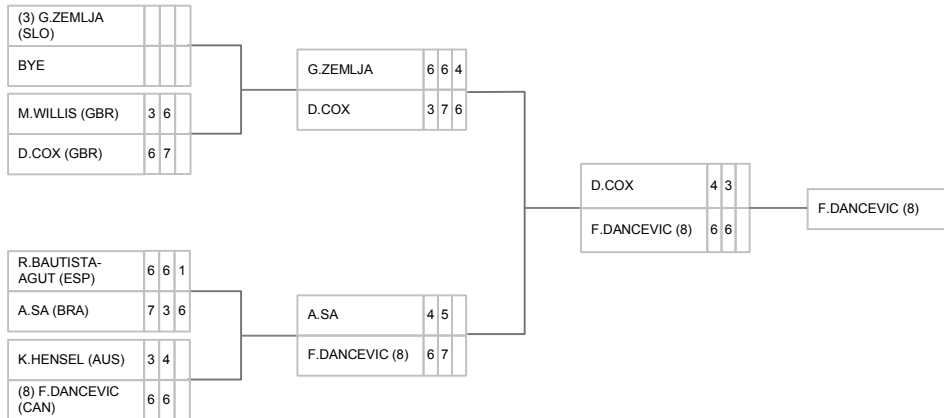 (3) G.ZEMLJA
(SLO)
BYE
M.WILLIS (GBR) 3 6
D.COX (GBR) 6 7
R.BAUTISTA-
AGUT (ESP) 6 6 1
A.SA (BRA) 7 3 6
K.HENSEL (AUS) 3 4
(8) F.DANCEVIC
(CAN) 6 6
G.ZEMLJA 6 6 4
D.COX 3 7 6
A.SA 4 5
F.DANCEVIC (8) 6 7
D.COX 4 3
F.DANCEVIC (8) 6 6
F.DANCEVIC (8)